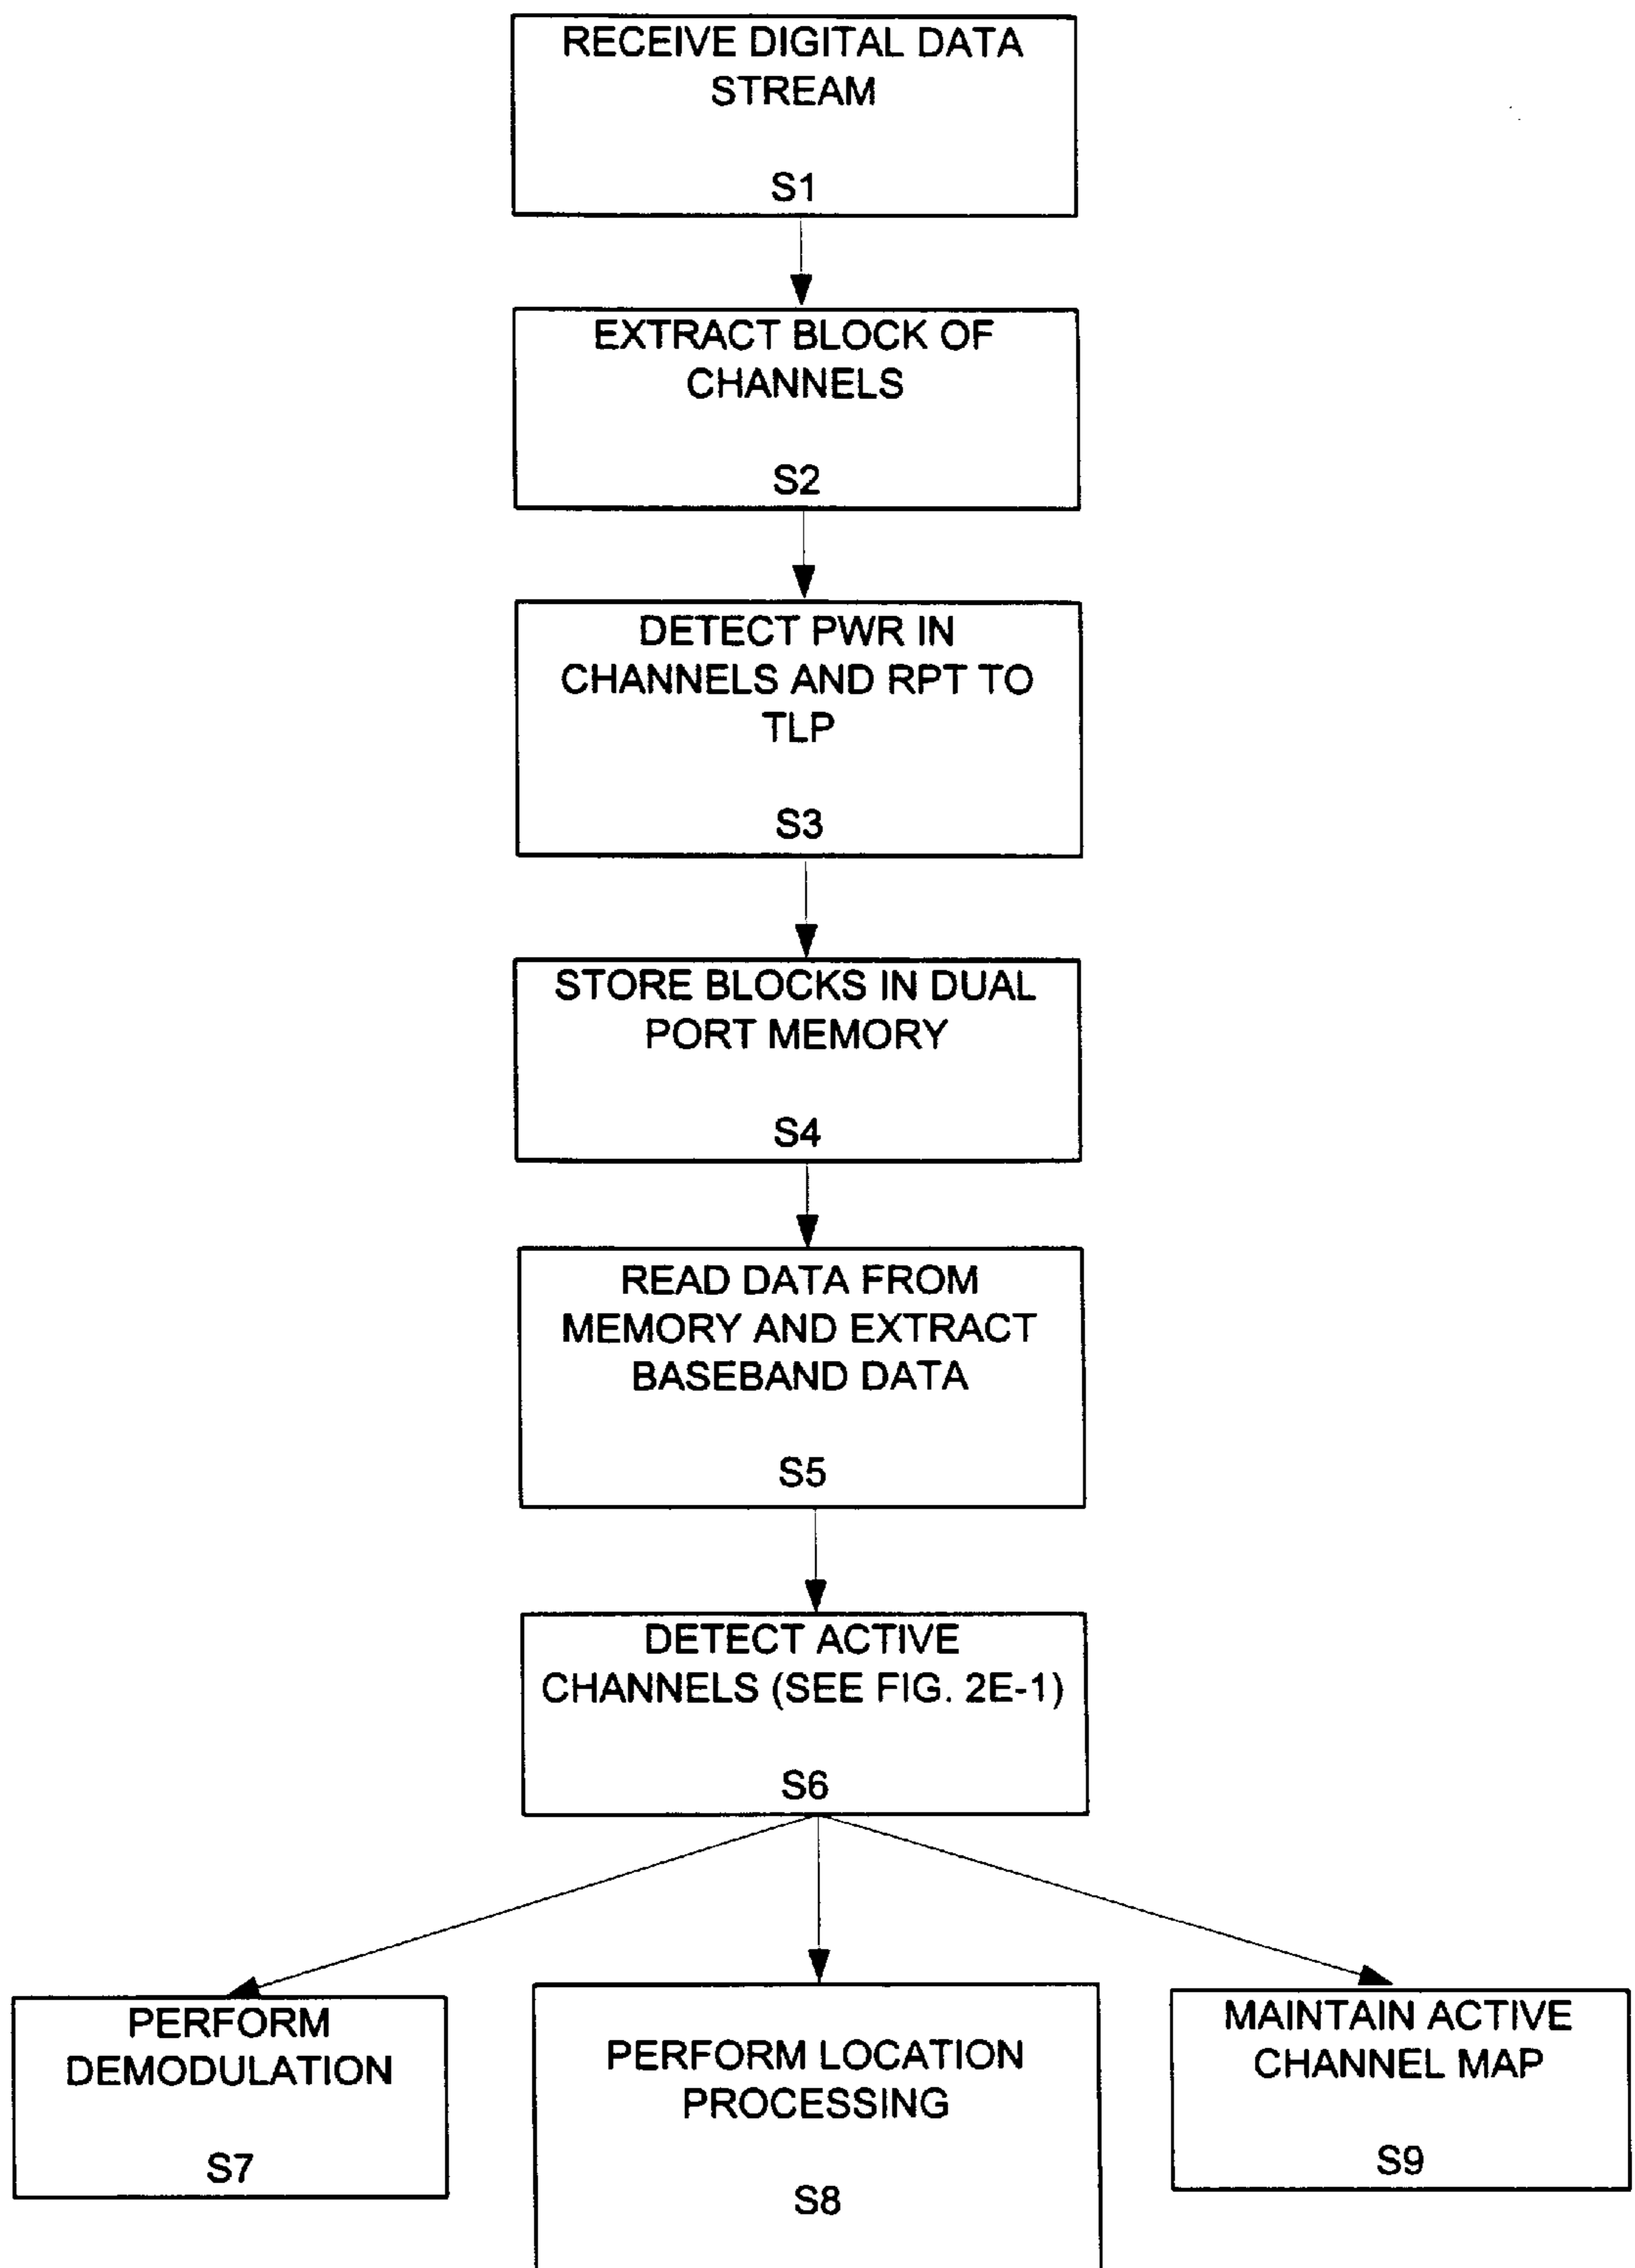 RECEIVE DIGITAL DATA
STREAM
S1
EXTRACT BLOCK OF
CHANNELS
S2
DETECT PWR IN
CHANNELS AND RPT TO
TLP
S3
STORE BLOCKS IN DUAL
PORT MEMORY
S4
READ DATA FROM
MEMORY AND EXTRACT
BASEBAND DATA
S5
DETECT ACTIVE
CHANNELS (SEE FIG. 2E-1)
S6
PERFORM
DEMODULATION
S7
PERFORM LOCATION
PROCESSING
S8
MAINTAIN ACTIVE
CHANNEL MAP
S9